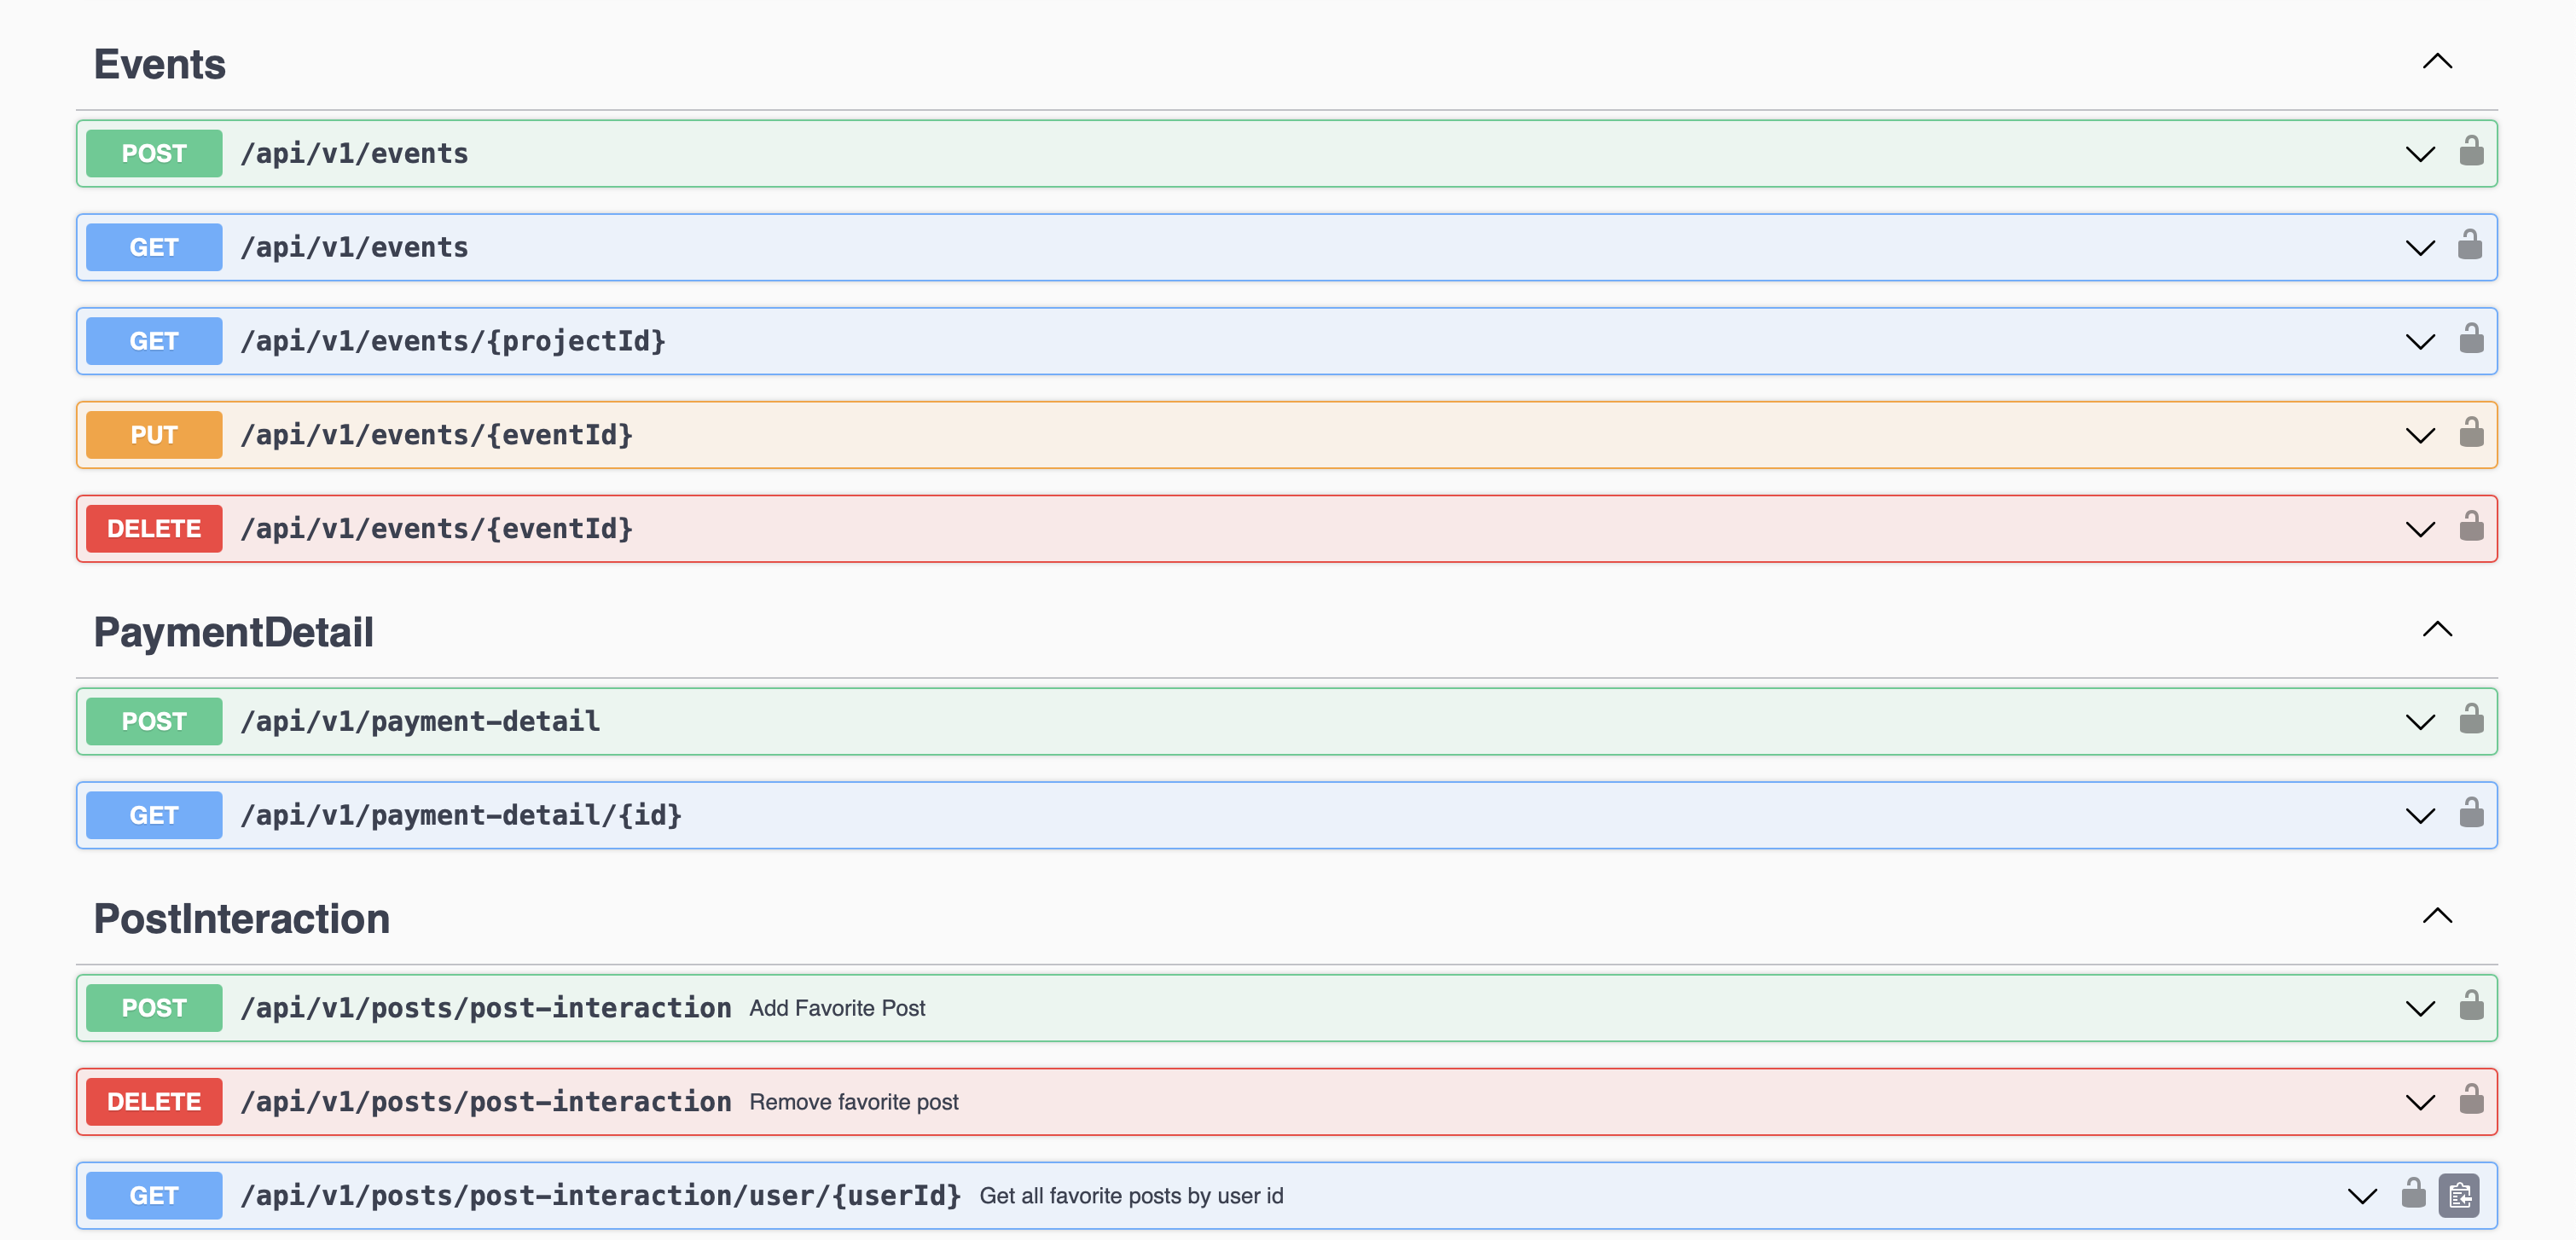 Events
POST /api/v1/events
GET /api/v1/events
GET /api/v1/events/{projectId}
PUT /api/v1/events/{eventId}
DELETE /api/v1/events/{eventId}
PaymentDetail
POST /api/v1/payment-detail
GET /api/v1/payment-detail/{id}
PostInteraction
POST /api/v1/posts/post-interaction Add Favorite Post
DELETE /api/v1/posts/post-interaction Remove favorite post
GET /api/v1/posts/post-interaction/user/{userId} Get all favorite posts by user id